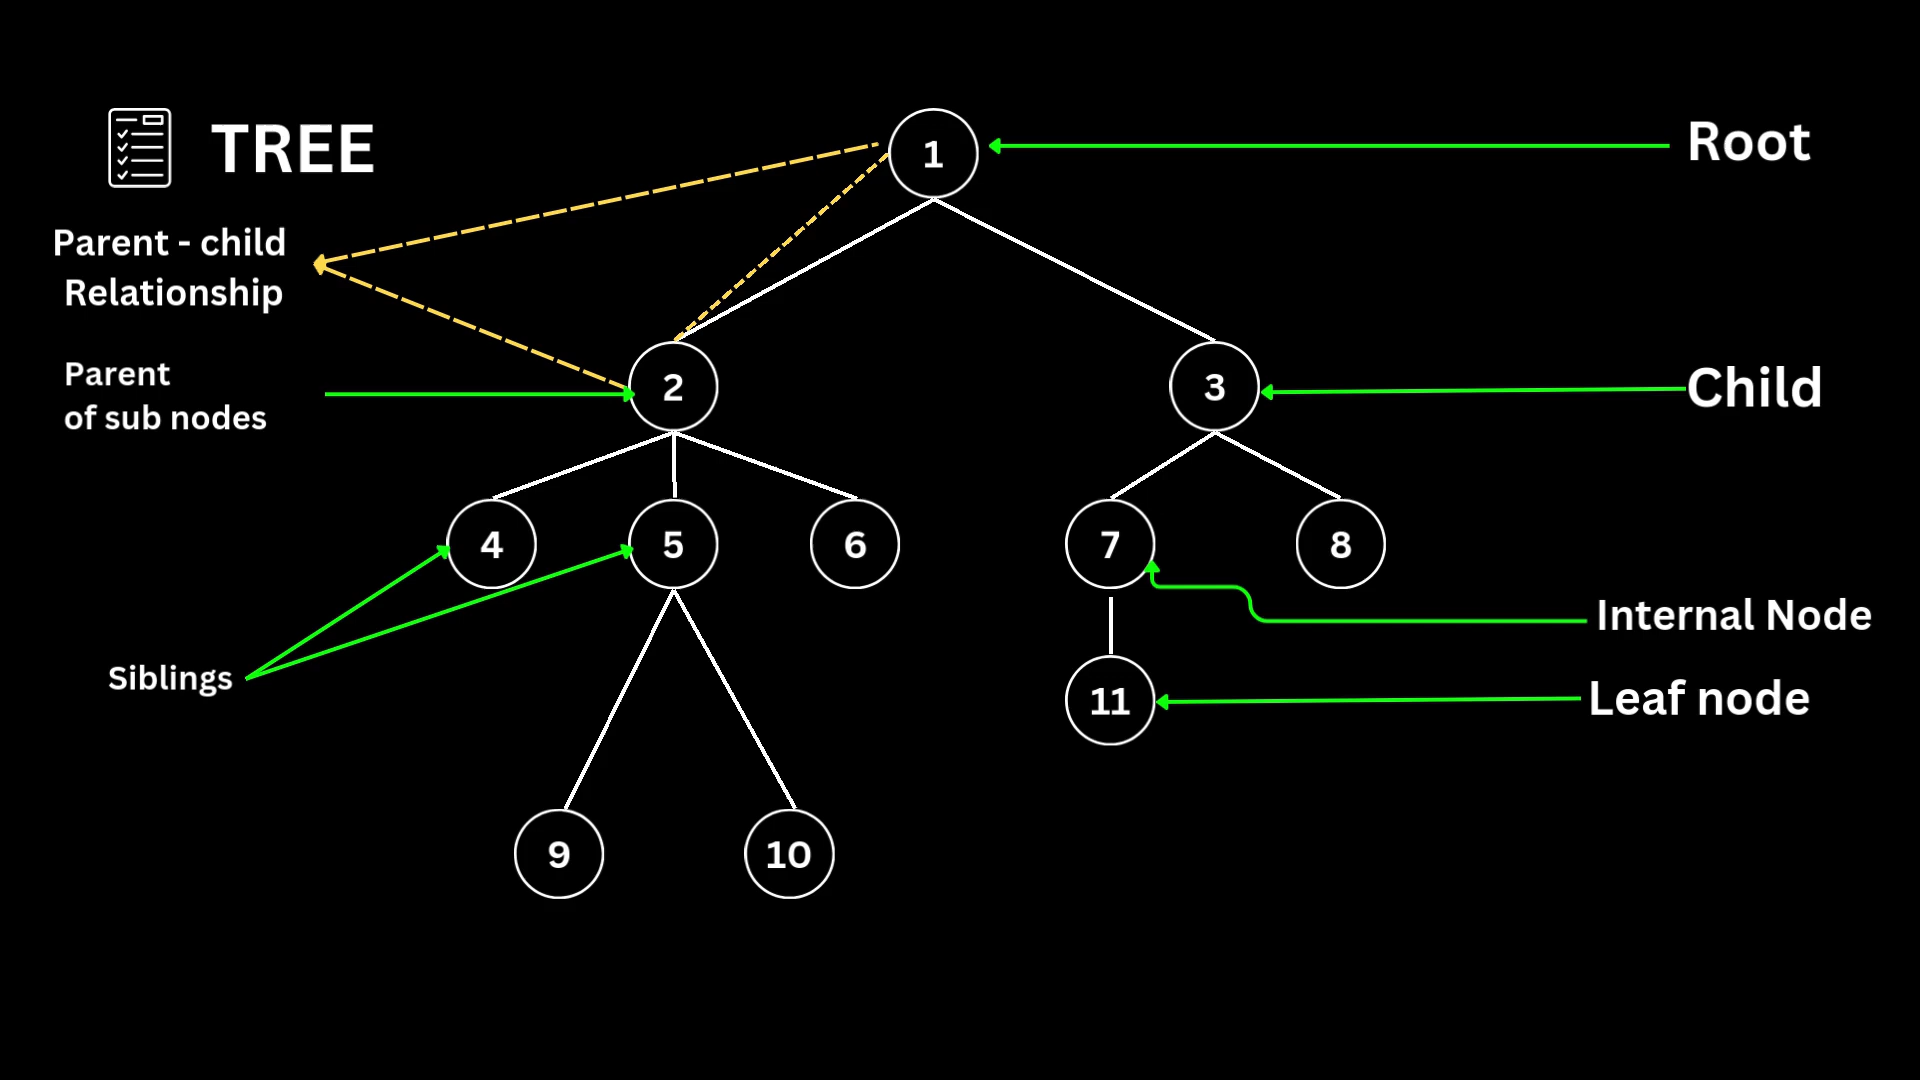 TREE
1
Root
Parent - child
Relationship
Parent
of sub nodes
2
3
Child
4
5
6
7
8
Internal Node
Siblings
11
Leaf node
9
10